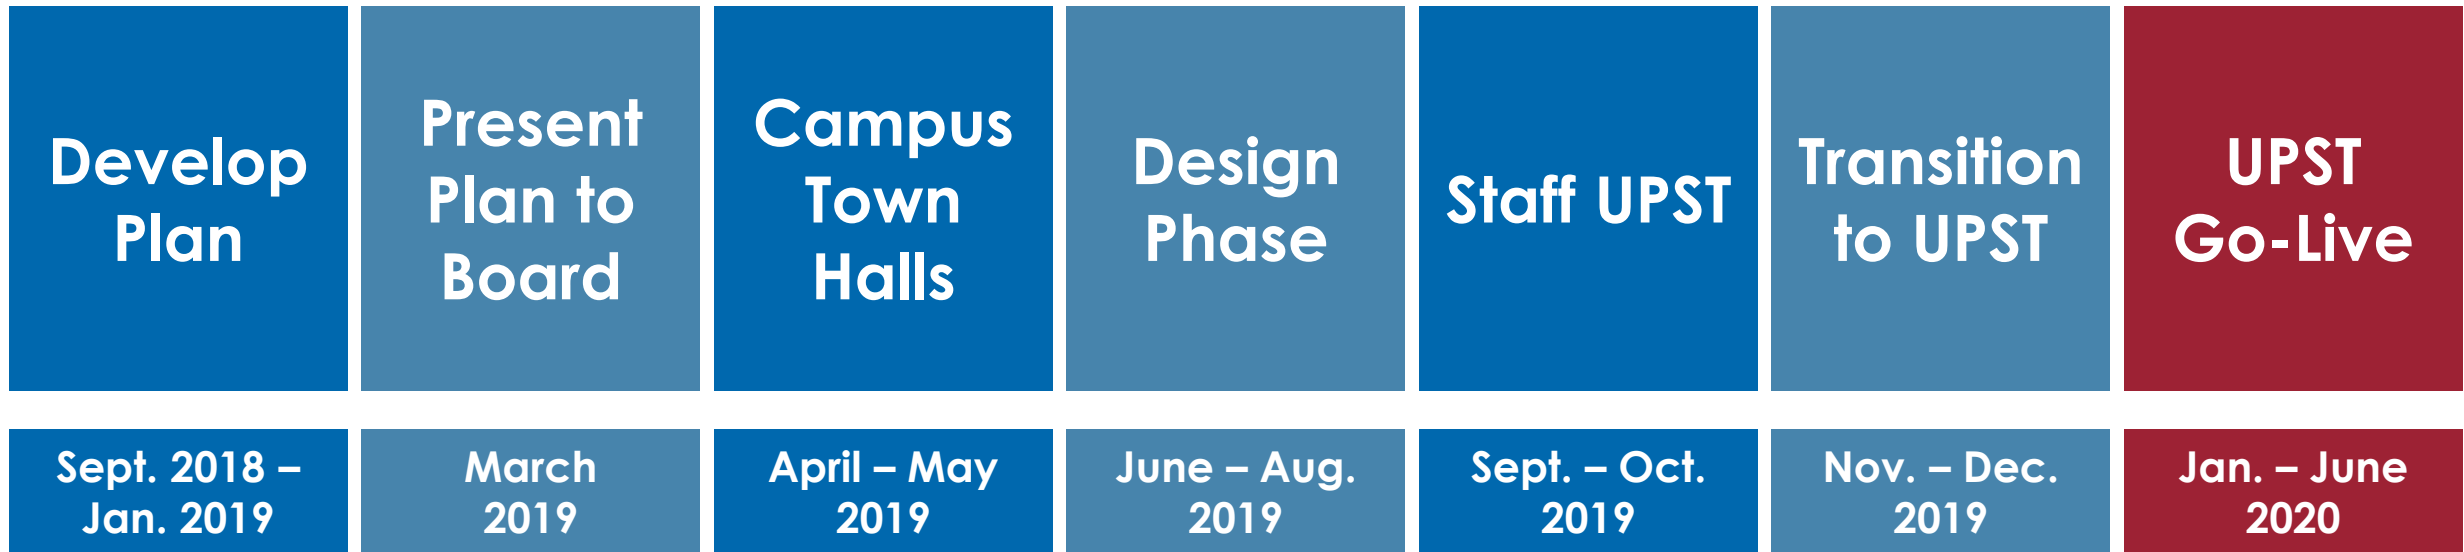 Develop
Plan
Present
Plan to
Board
Campus
Town
Halls
Design
Phase
Staff UPST
Transition
to UPST
UPST
Go-Live
Sept. 2018 –
Jan. 2019
March
2019
April – May
2019
June – Aug.
2019
Sept. – Oct.
2019
Nov. – Dec.
2019
Jan. – June
2020